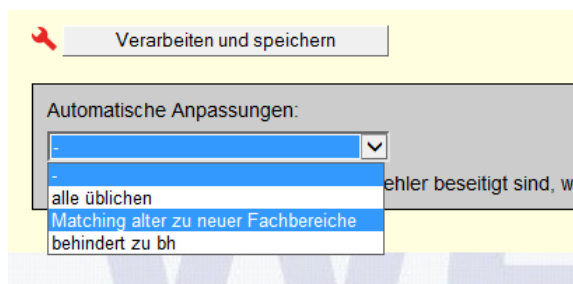 Verarbeiten und speichern
Automatische Anpassungen:
-
-
ehler beseitigt sind, w
alle üblichen
Matching alter zu neuer Fachbereiche
behindert zu bh